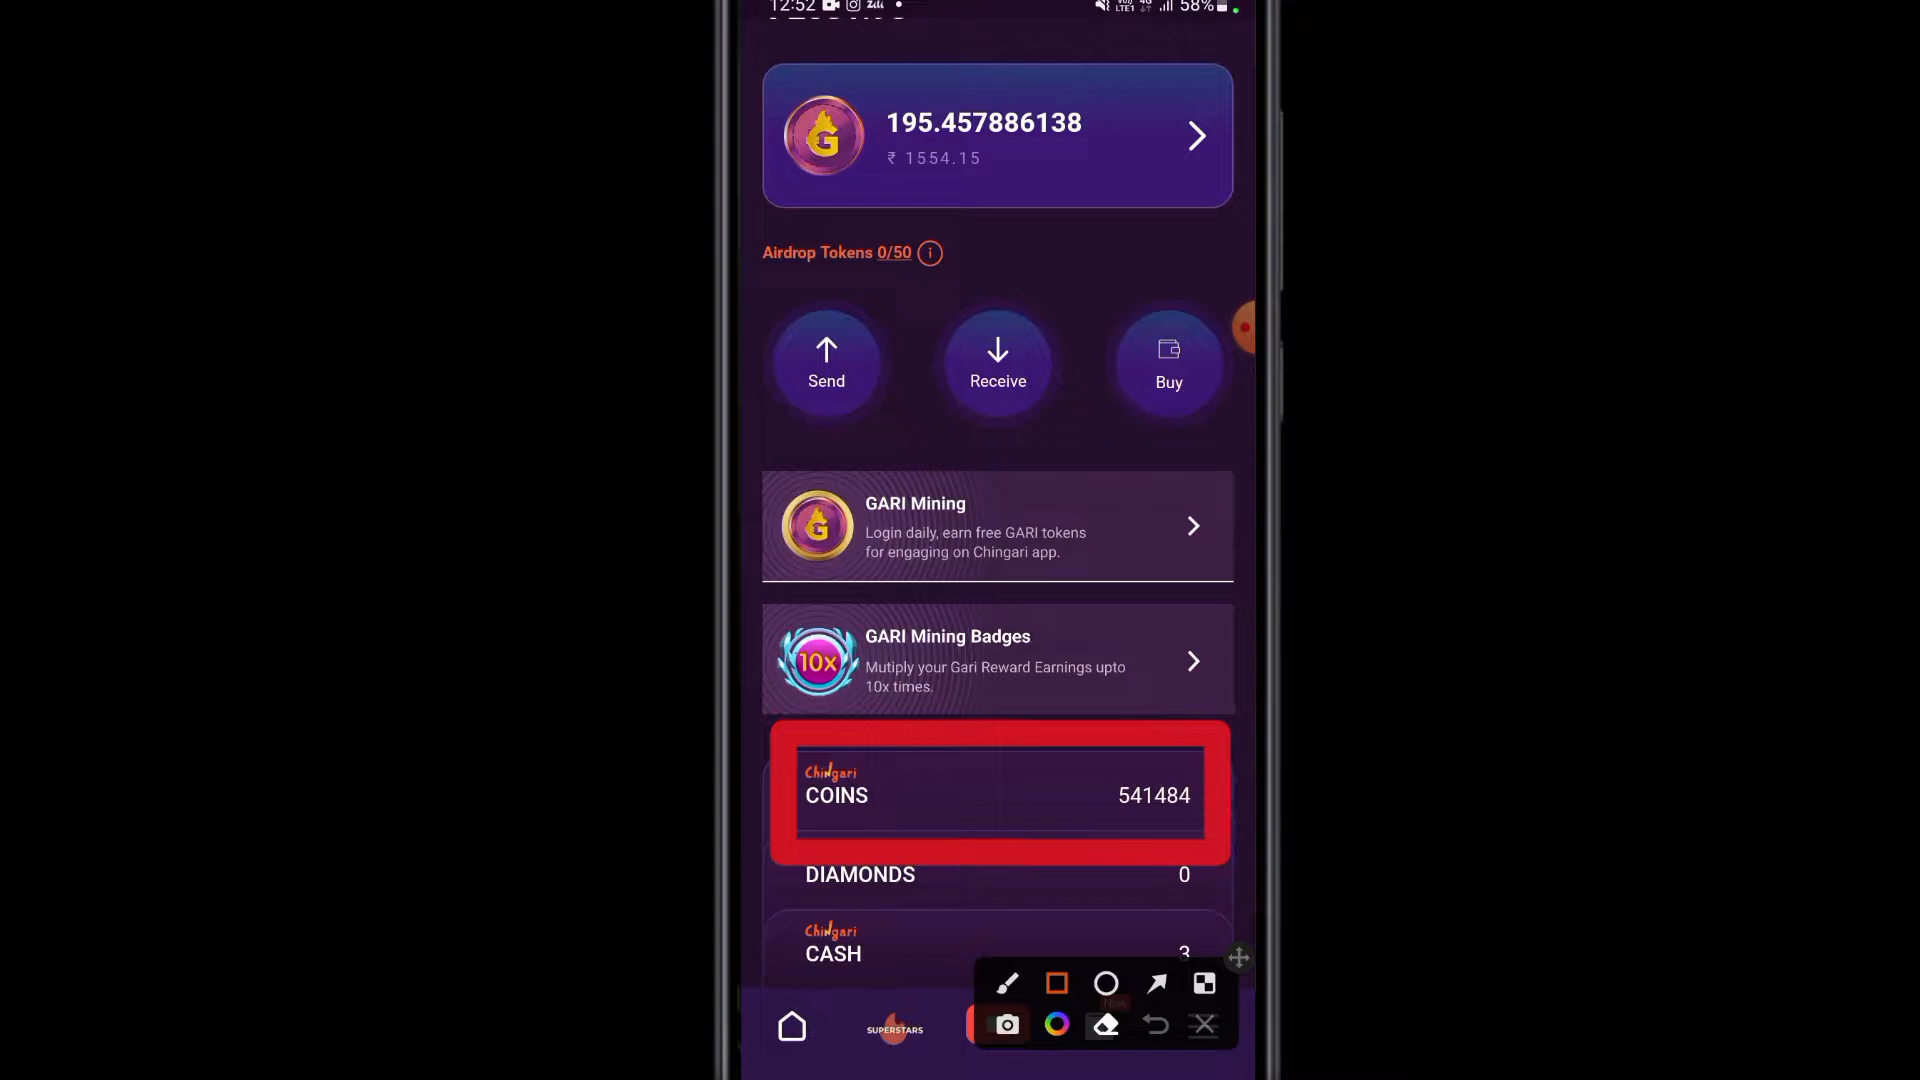 12:52 Zili 58%
195.457886138
₹ 1554.15
Airdrop Tokens 0/50
Send
Receive
Buy
GARI Mining
Login daily, earn free GARI tokens
for engaging on Chingari app.
GARI Mining Badges
10x
Mutiply your Gari Reward Earnings upto
10x times.
Chingari
COINS 541484
DIAMONDS 0
Chingari
CASH 3
SUPERSTARS